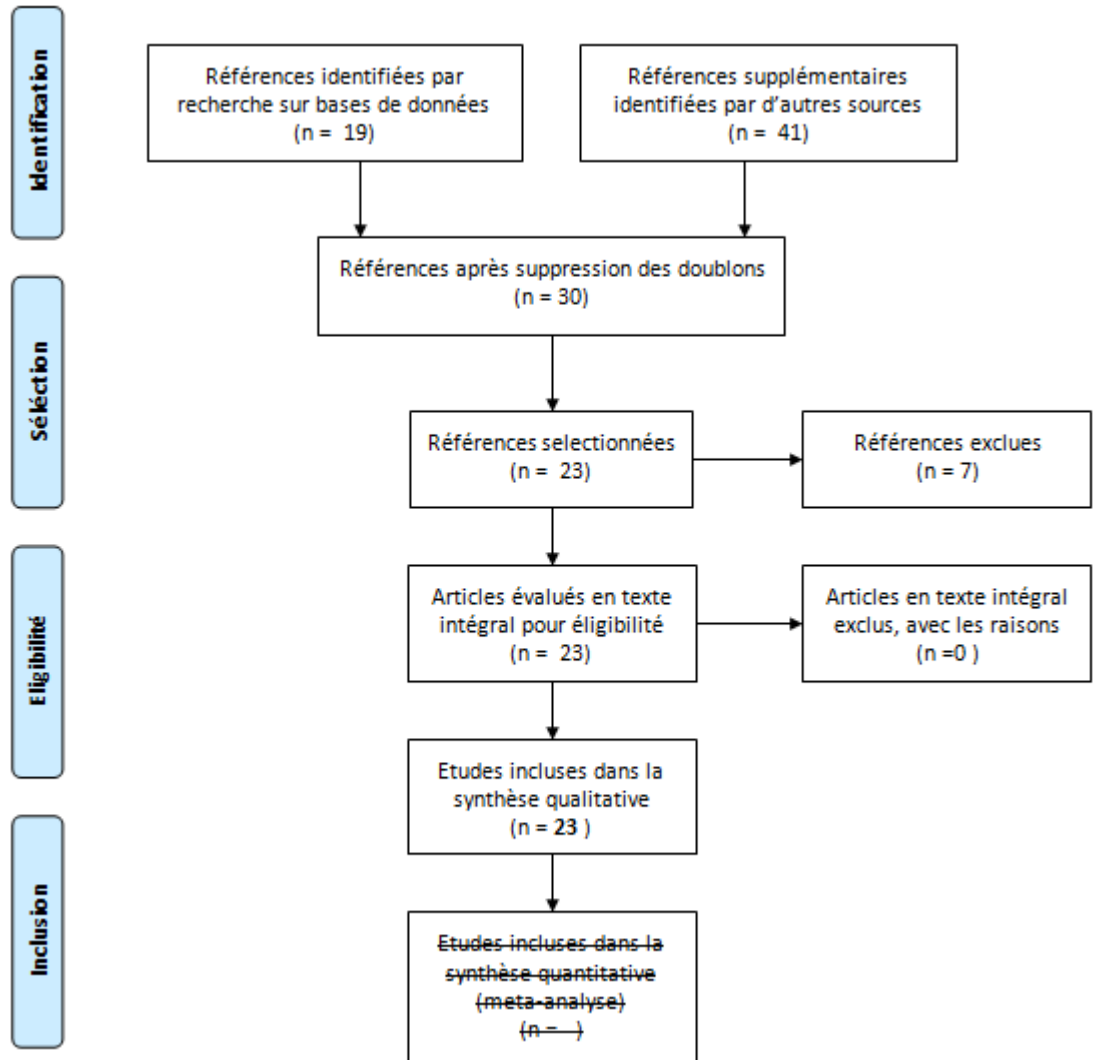 Identification
Références identifiées par
recherche sur bases de données
(n =  19)
Références supplémentaires
identifiées par d'autres sources
(n =  41)
Références après suppression des doublons
(n = 30)
Séléction
Références selectionnées
(n =  23)
Références exclues
(n = 7)
Eligibilité
Articles évalués en texte
intégral pour éligibilité
(n =  23)
Articles en texte intégral
exclus, avec les raisons
(n =0 )
Etudes incluses dans la
synthèse qualitative
(n = 23 )
Inclusion
Etudes incluses dans la
synthèse quantitative
(meta-analyse)
(n =   )